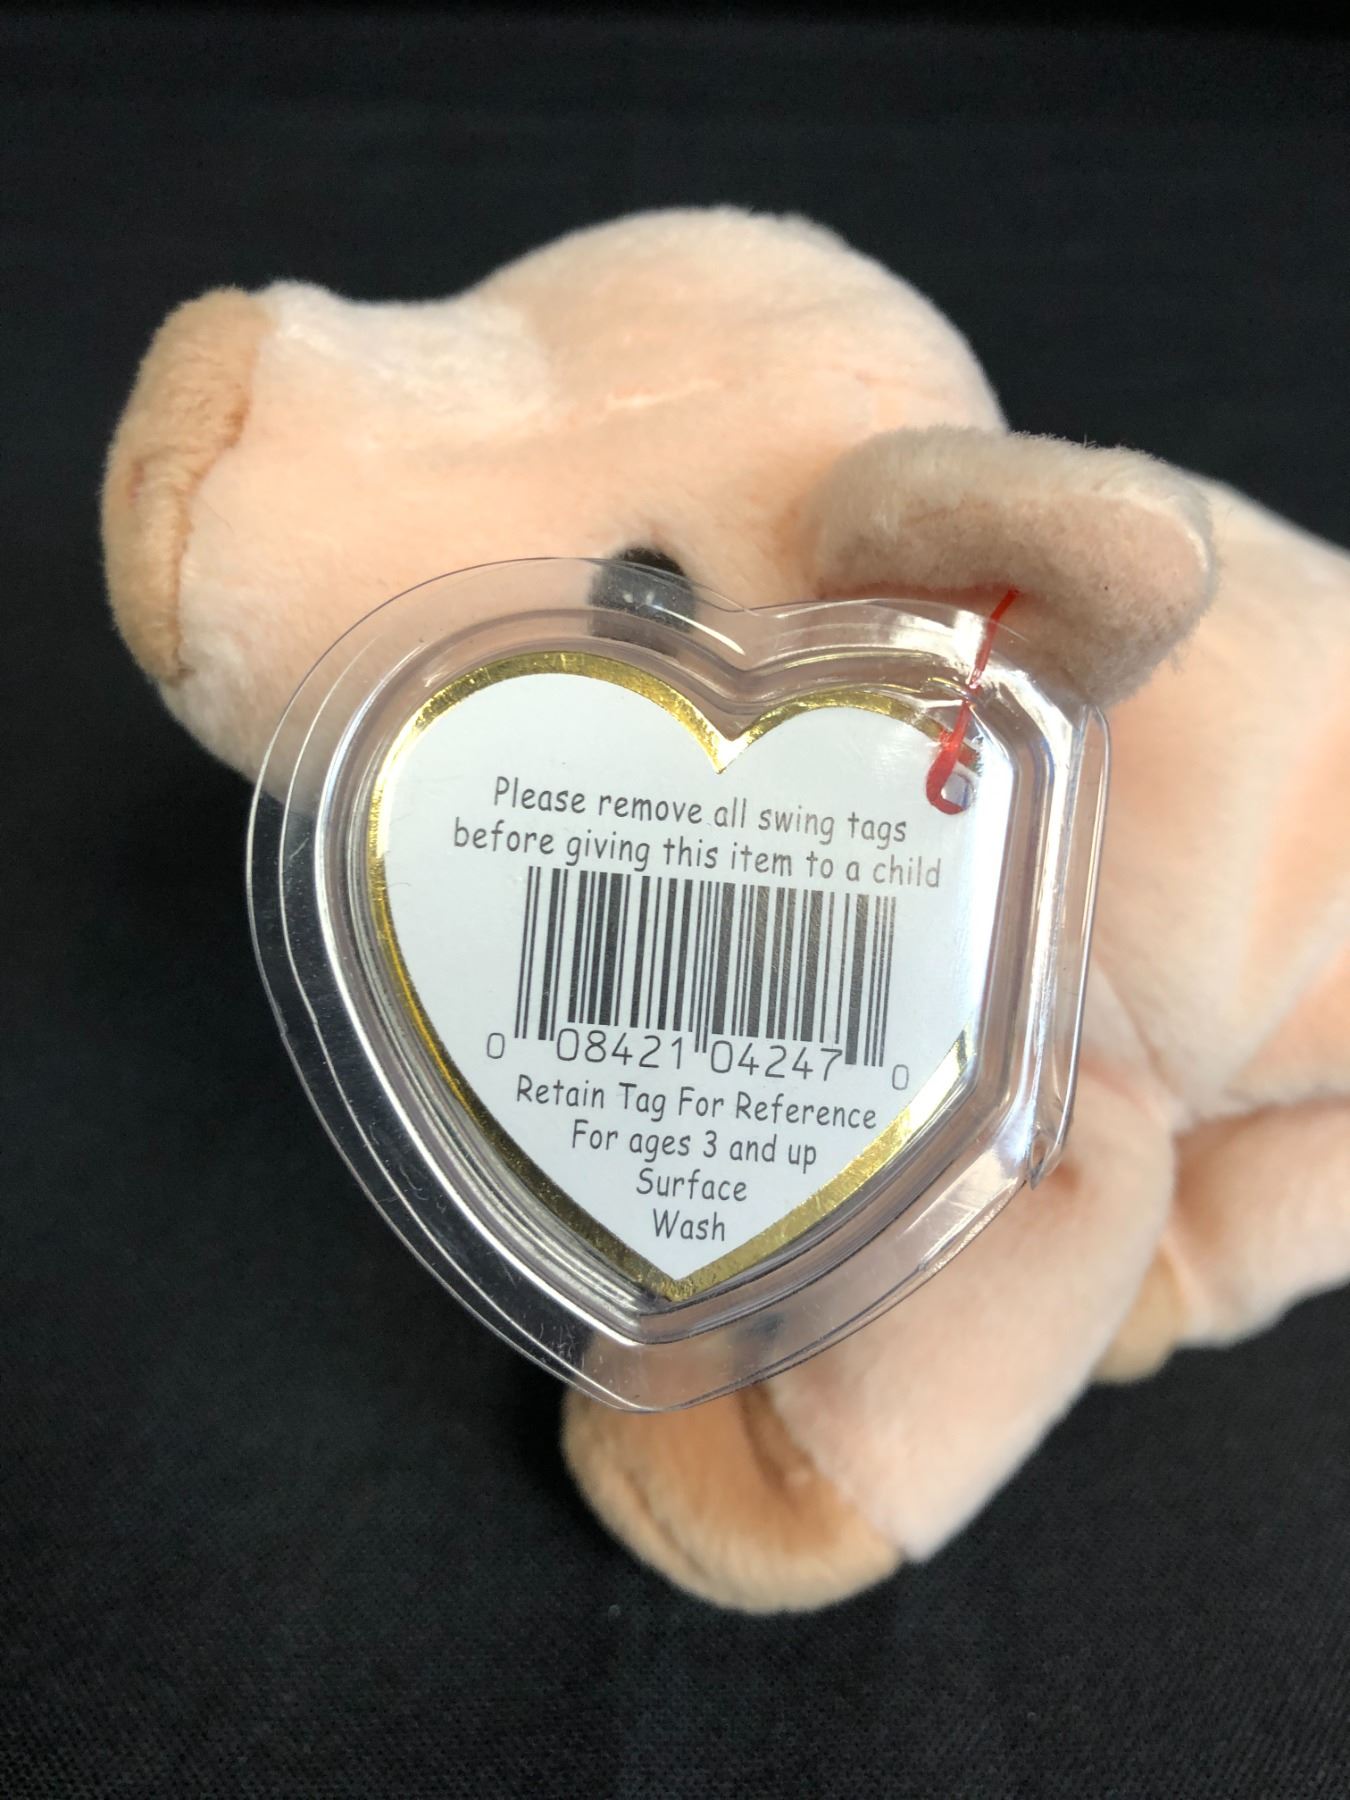 Please remove all swing tags
before giving this item to a child
0 08421 04247 0
Retain Tag For Reference
For ages 3 and up
Surface
Wash